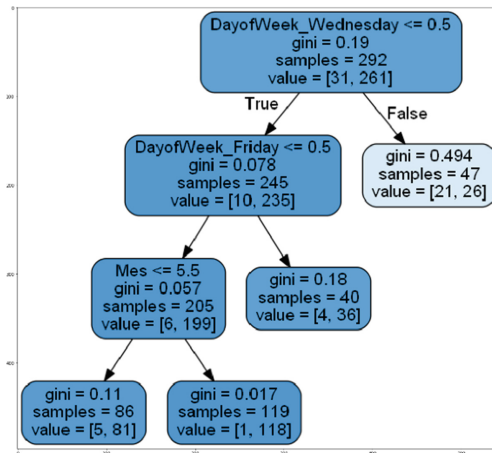 DayofWeek_Wednesday <= 0.5
gini = 0.19
samples = 292
value = [31, 261]
True
False
DayofWeek_Friday <= 0.5
gini = 0.078
samples = 245
value = [10, 235]
gini = 0.494
samples = 47
value = [21, 26]
Mes <= 5.5
gini = 0.057
samples = 205
value = [6, 199]
gini = 0.18
samples = 40
value = [4, 36]
gini = 0.11
samples = 86
value = [5, 81]
gini = 0.017
samples = 119
value = [1, 118]